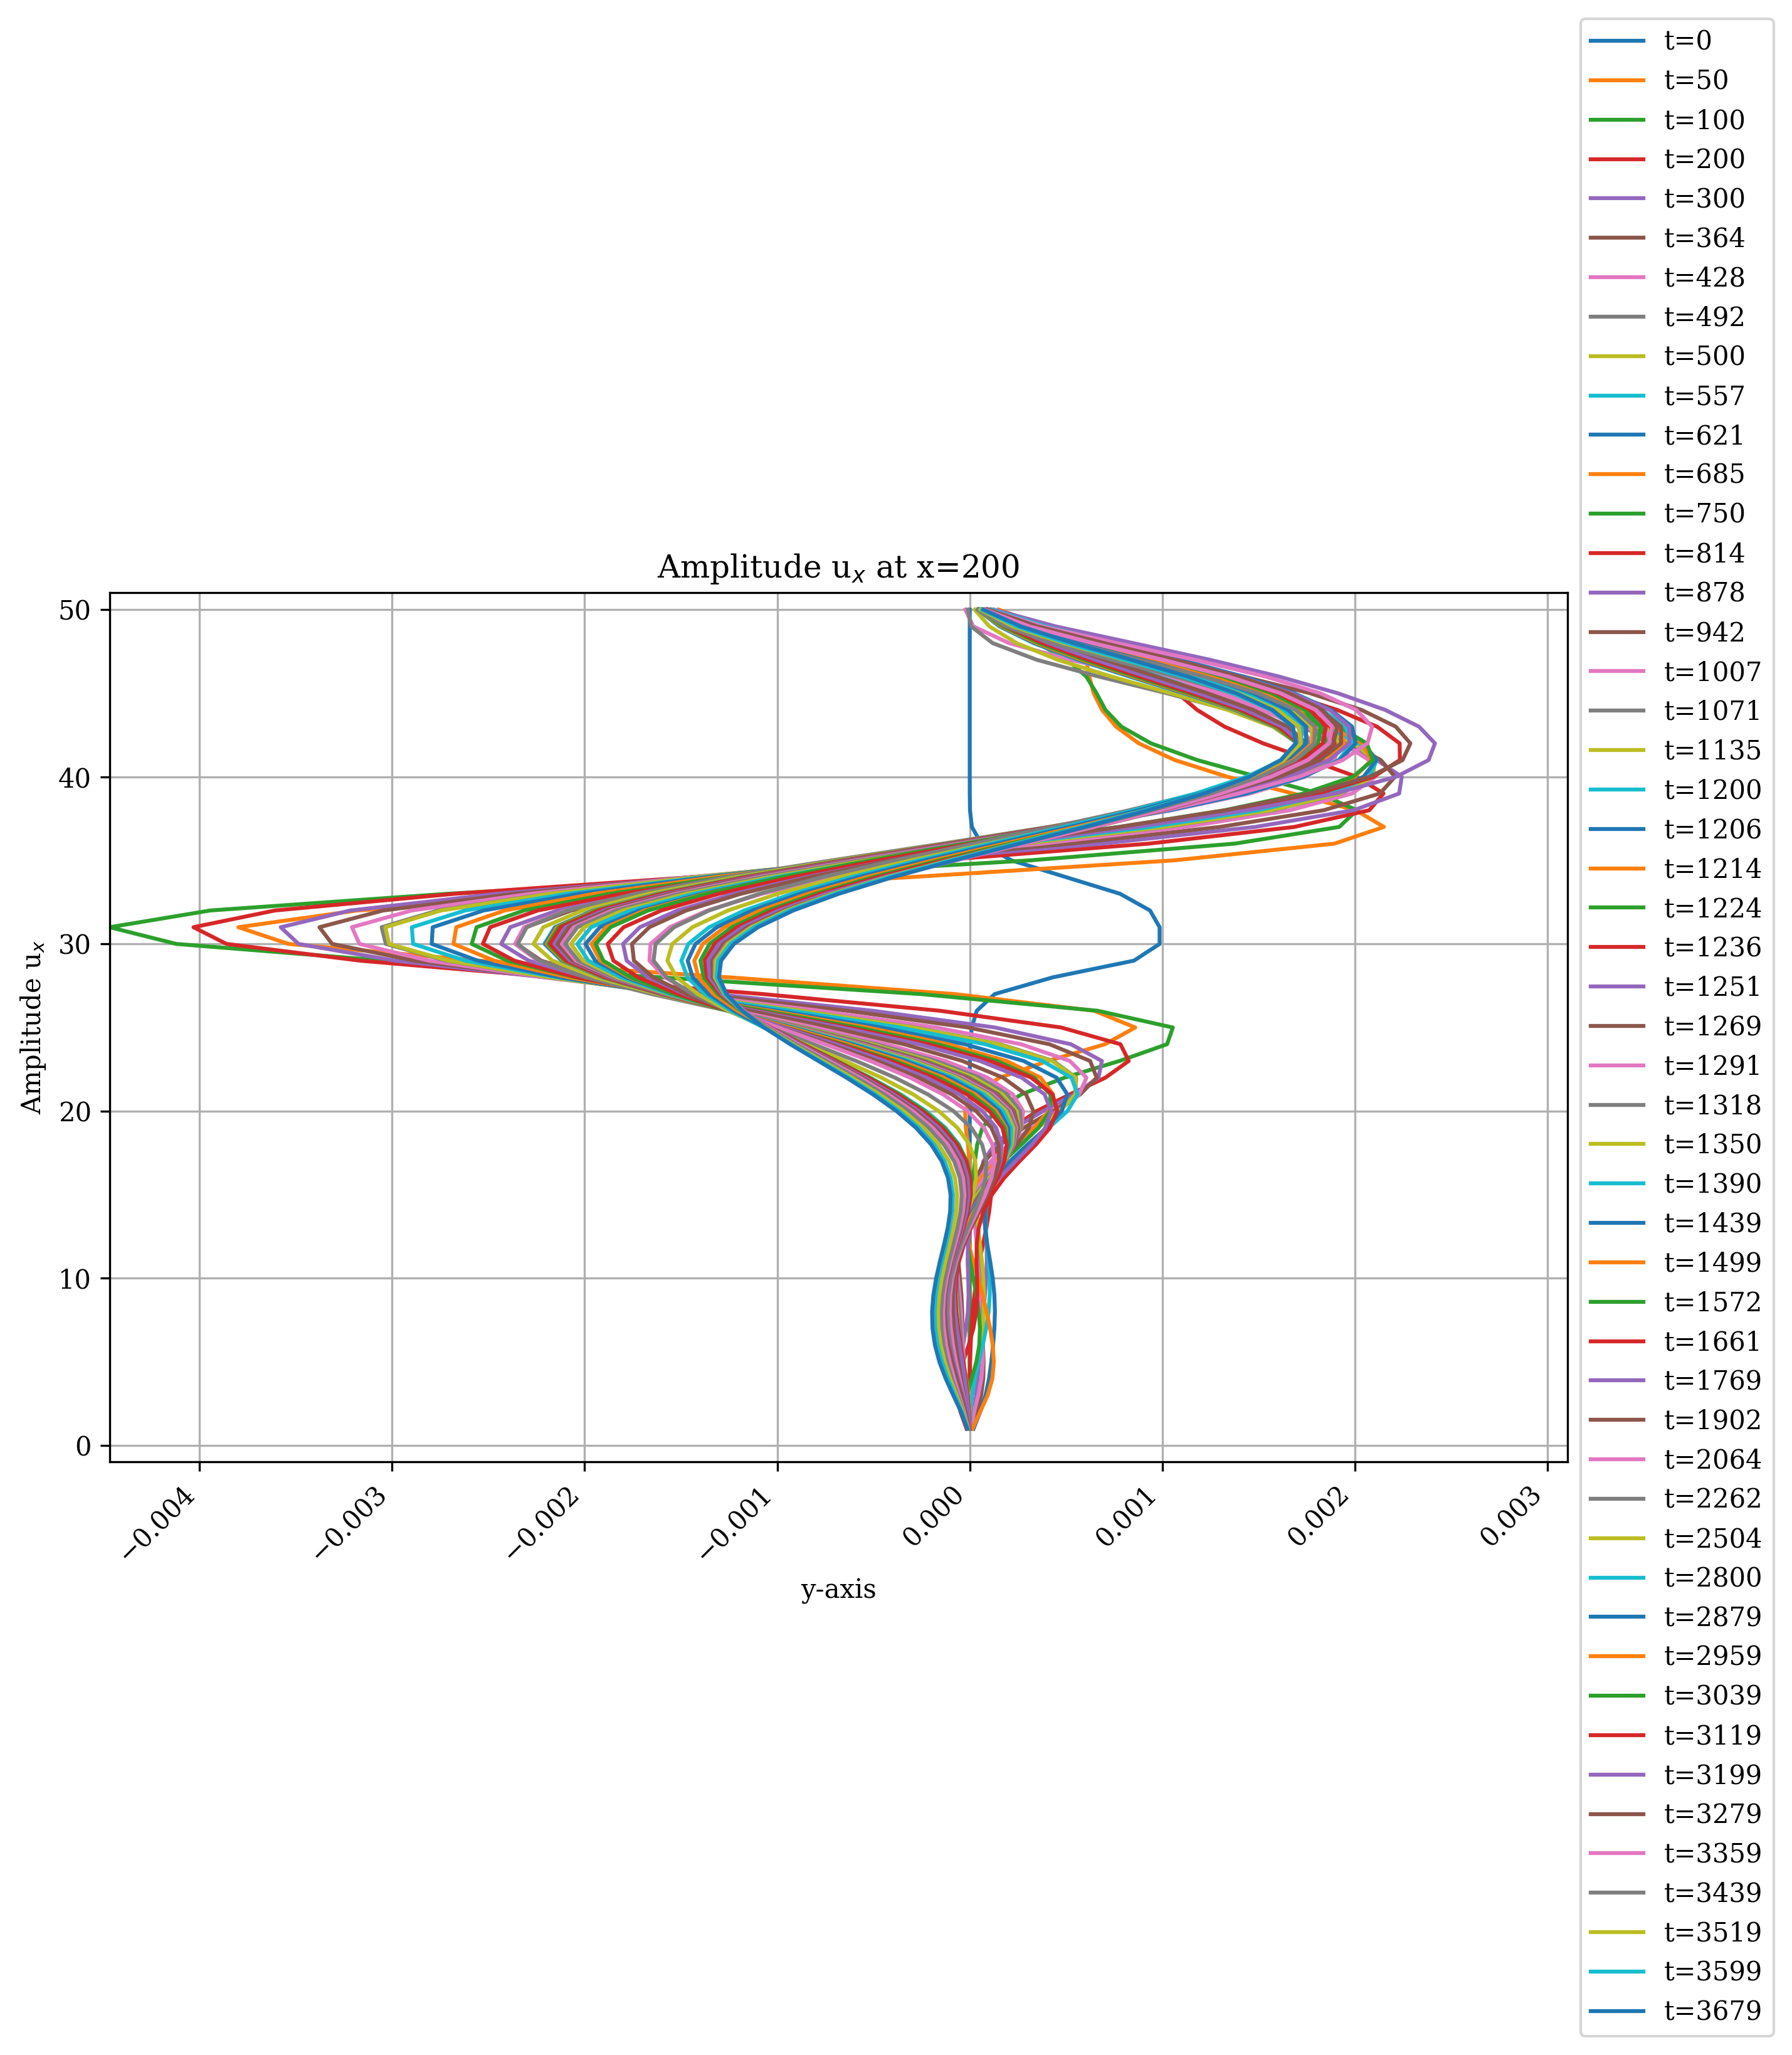 Amplitude uₓ at x=200
Amplitude uₓ
50
40
30
20
10
0
−0.004
−0.003
−0.002
−0.001
0.000
0.001
0.002
0.003
y-axis
t=0
t=50
t=100
t=200
t=300
t=364
t=428
t=492
t=500
t=557
t=621
t=685
t=750
t=814
t=878
t=942
t=1007
t=1071
t=1135
t=1200
t=1206
t=1214
t=1224
t=1236
t=1251
t=1269
t=1291
t=1318
t=1350
t=1390
t=1439
t=1499
t=1572
t=1661
t=1769
t=1902
t=2064
t=2262
t=2504
t=2800
t=2879
t=2959
t=3039
t=3119
t=3199
t=3279
t=3359
t=3439
t=3519
t=3599
t=3679